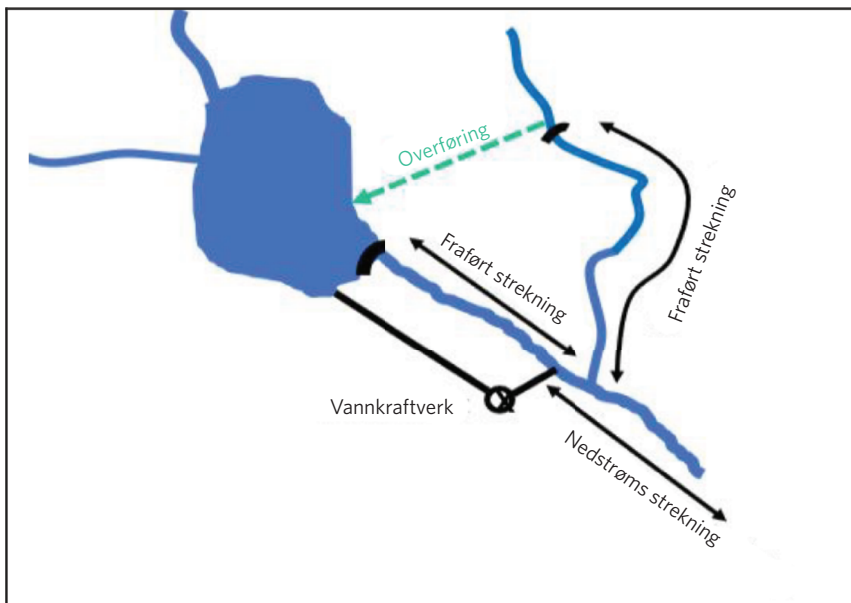 Overføring
Fraført strekning
Fraført strekning
Vannkraftverk
Nedstrøms strekning